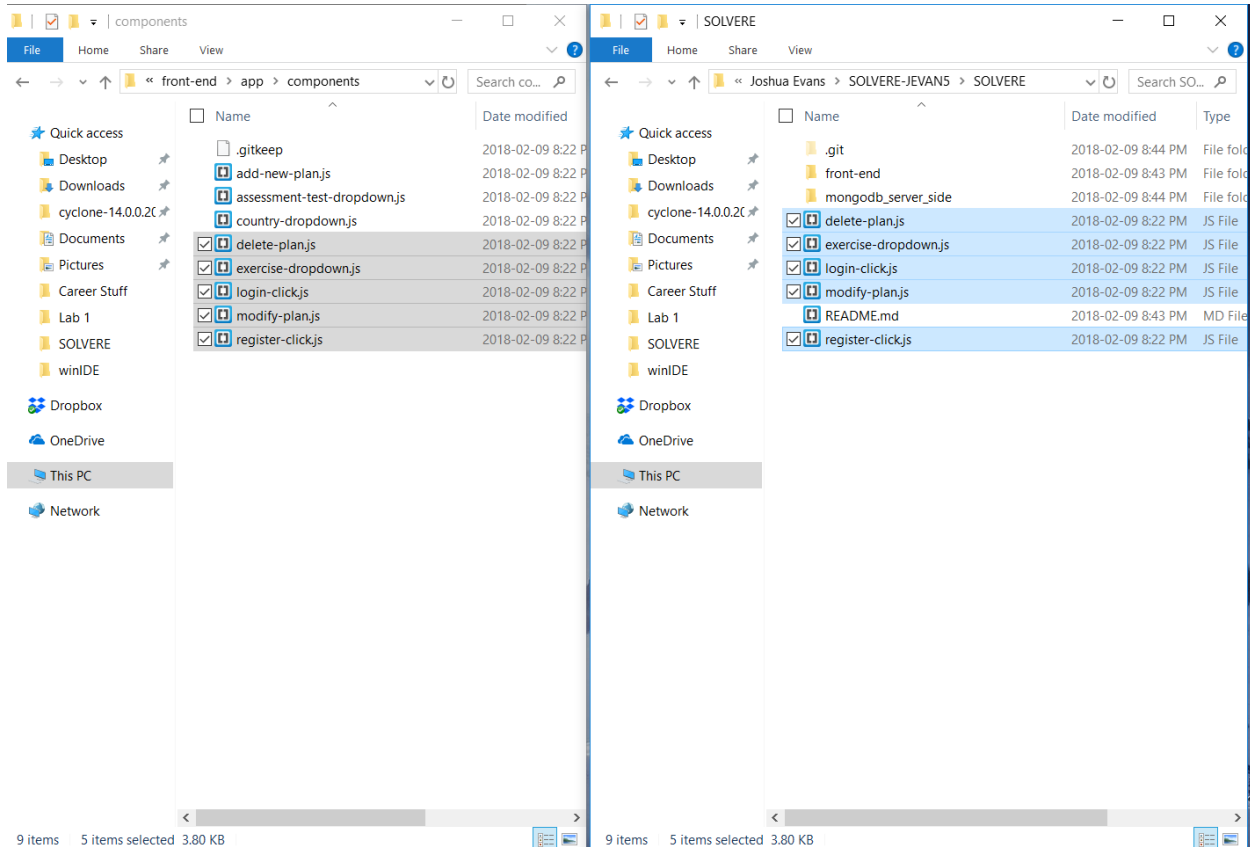 components
File Home Share View
« front-end > app > components Search co...
Name Date modified
Quick access
Desktop
Downloads
cyclone-14.0.0.2(
Documents
Pictures
Career Stuff
Lab 1
SOLVERE
winIDE
Dropbox
OneDrive
This PC
Network
.gitkeep 2018-02-09 8:22 P
add-new-plan.js 2018-02-09 8:22 P
assessment-test-dropdown.js 2018-02-09 8:22 P
country-dropdown.js 2018-02-09 8:22 P
delete-plan.js 2018-02-09 8:22 P
exercise-dropdown.js 2018-02-09 8:22 P
login-click.js 2018-02-09 8:22 P
modify-plan.js 2018-02-09 8:22 P
register-click.js 2018-02-09 8:22 P
9 items 5 items selected 3.80 KB
SOLVERE
File Home Share View
« Joshua Evans > SOLVERE-JEVAN5 > SOLVERE Search SO...
Name Date modified Type
Quick access
Desktop
Downloads
cyclone-14.0.0.2(
Documents
Pictures
Career Stuff
Lab 1
SOLVERE
winIDE
Dropbox
OneDrive
This PC
Network
.git 2018-02-09 8:44 PM File fold
front-end 2018-02-09 8:43 PM File fold
mongodb_server_side 2018-02-09 8:44 PM File fold
delete-plan.js 2018-02-09 8:22 PM JS File
exercise-dropdown.js 2018-02-09 8:22 PM JS File
login-click.js 2018-02-09 8:22 PM JS File
modify-plan.js 2018-02-09 8:22 PM JS File
README.md 2018-02-09 8:43 PM MD File
register-click.js 2018-02-09 8:22 PM JS File
9 items 5 items selected 3.80 KB